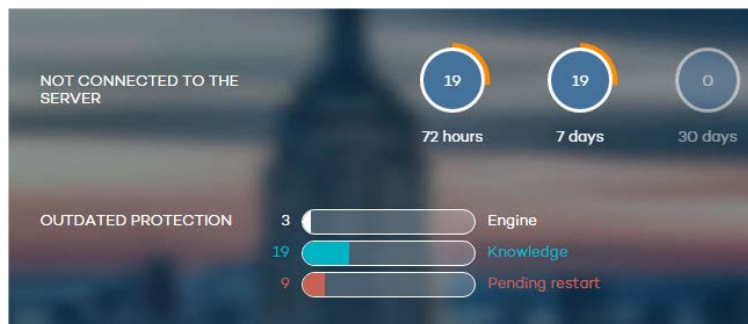 NOT CONNECTED TO THE
SERVER
19
19
0
72 hours
7 days
30 days
OUTDATED PROTECTION
3
Engine
19
Knowledge
9
Pending restart